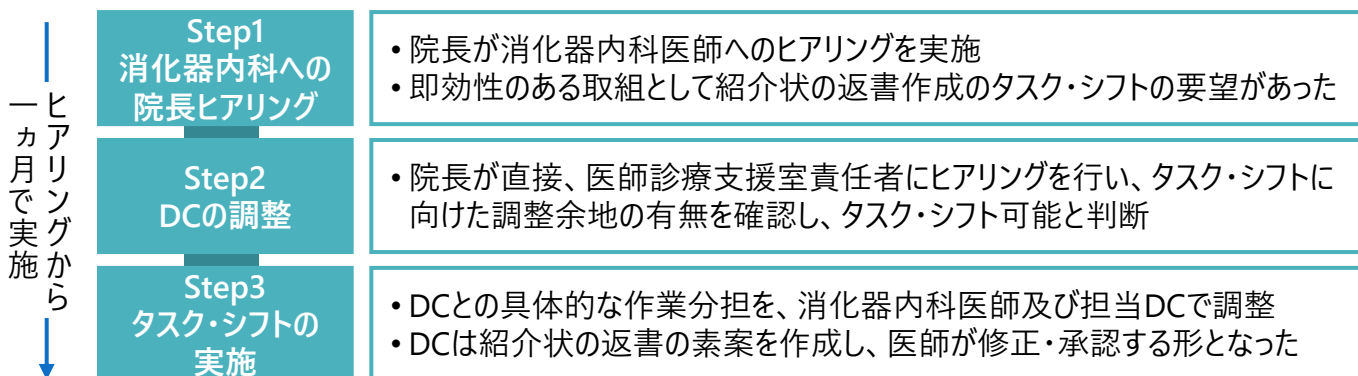 ヒアリングから
一ヵ月で実施
Step1
消化器内科への
院長ヒアリング
• 院長が消化器内科医師へのヒアリングを実施
• 即効性のある取組として紹介状の返書作成のタスク・シフトの要望があった
Step2
DCの調整
• 院長が直接、医師診療支援室責任者にヒアリングを行い、タスク・シフトに
向けた調整余地の有無を確認し、タスク・シフト可能と判断
Step3
タスク・シフトの
実施
• DCとの具体的な作業分担を、消化器内科医師及び担当DCで調整
• DCは紹介状の返書の素案を作成し、医師が修正・承認する形となった